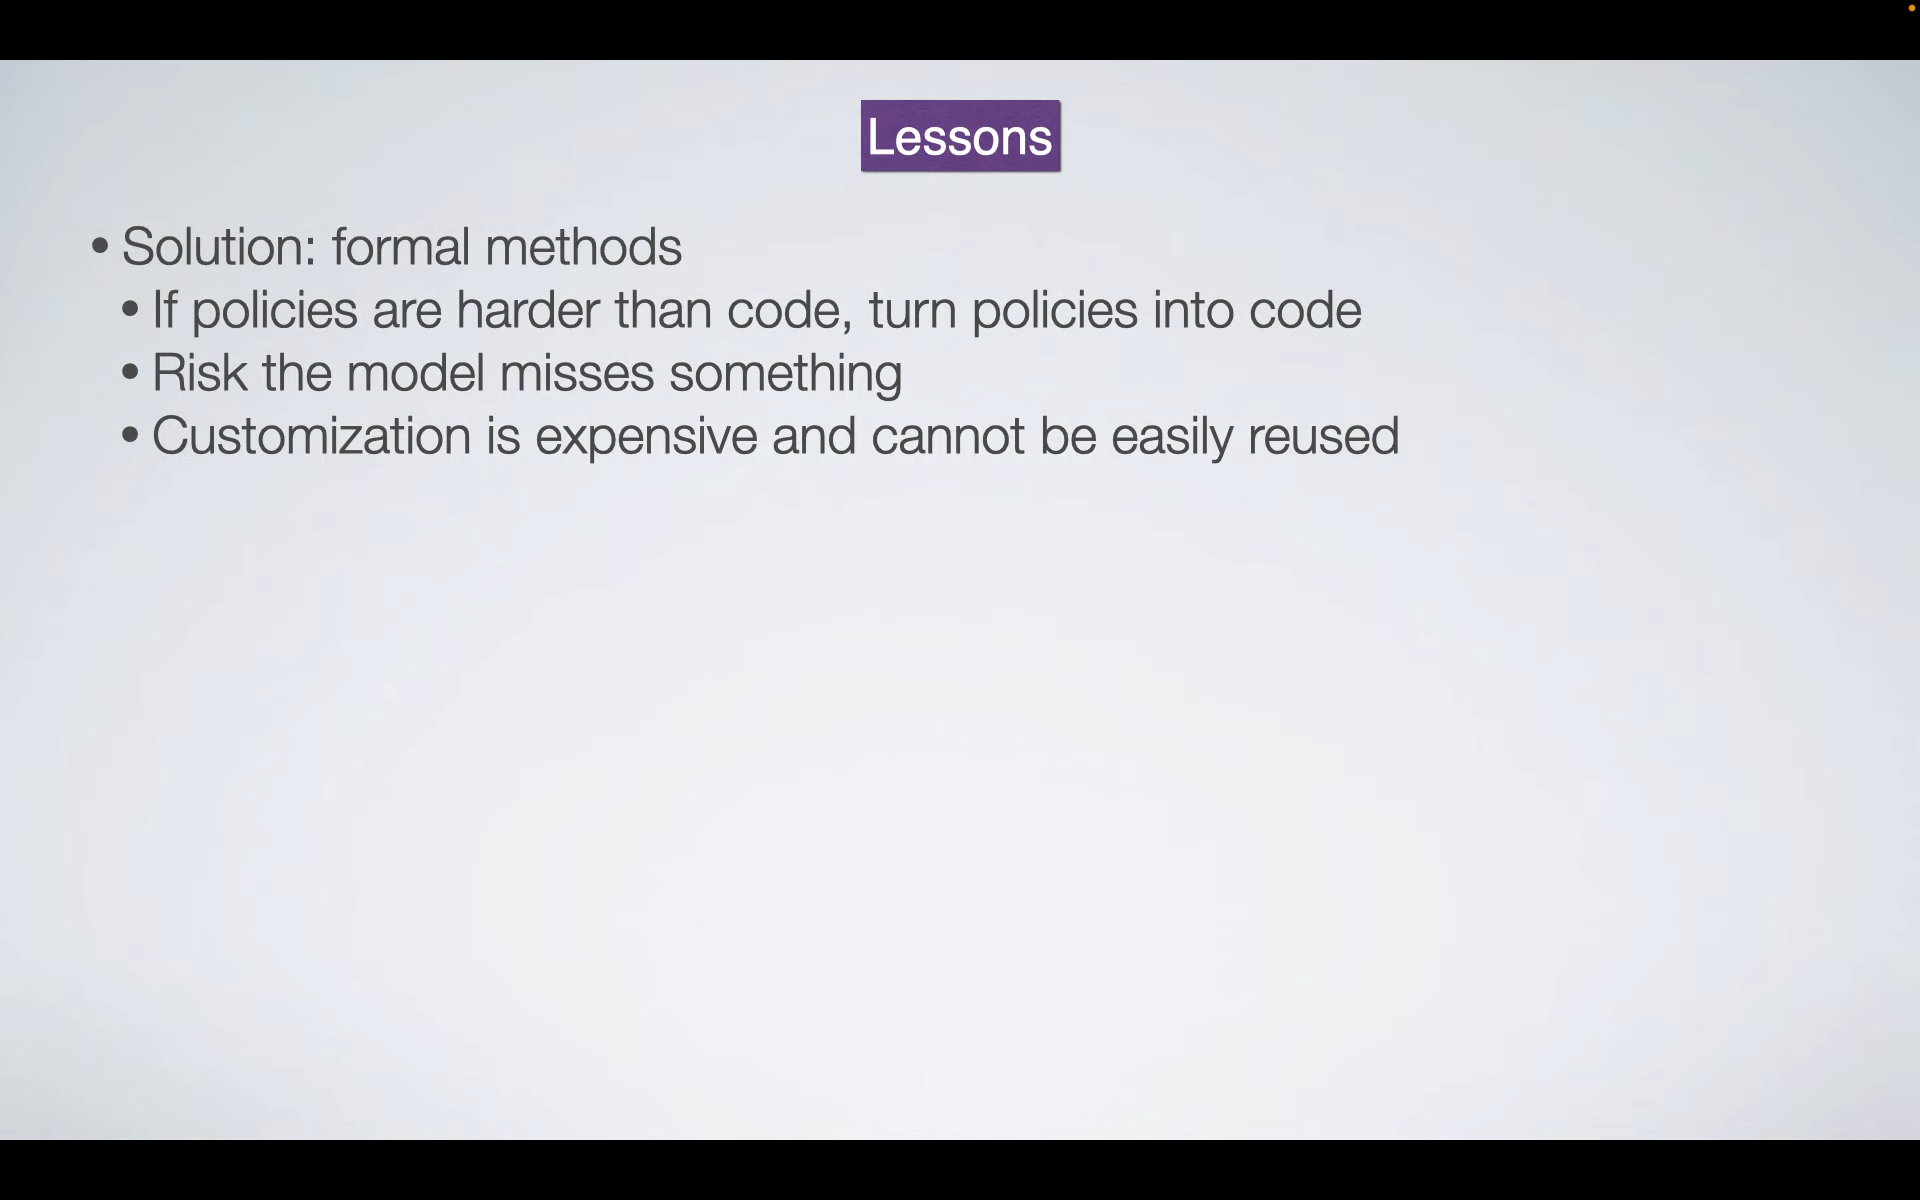 Lessons
• Solution: formal methods
• If policies are harder than code, turn policies into code
• Risk the model misses something
• Customization is expensive and cannot be easily reused